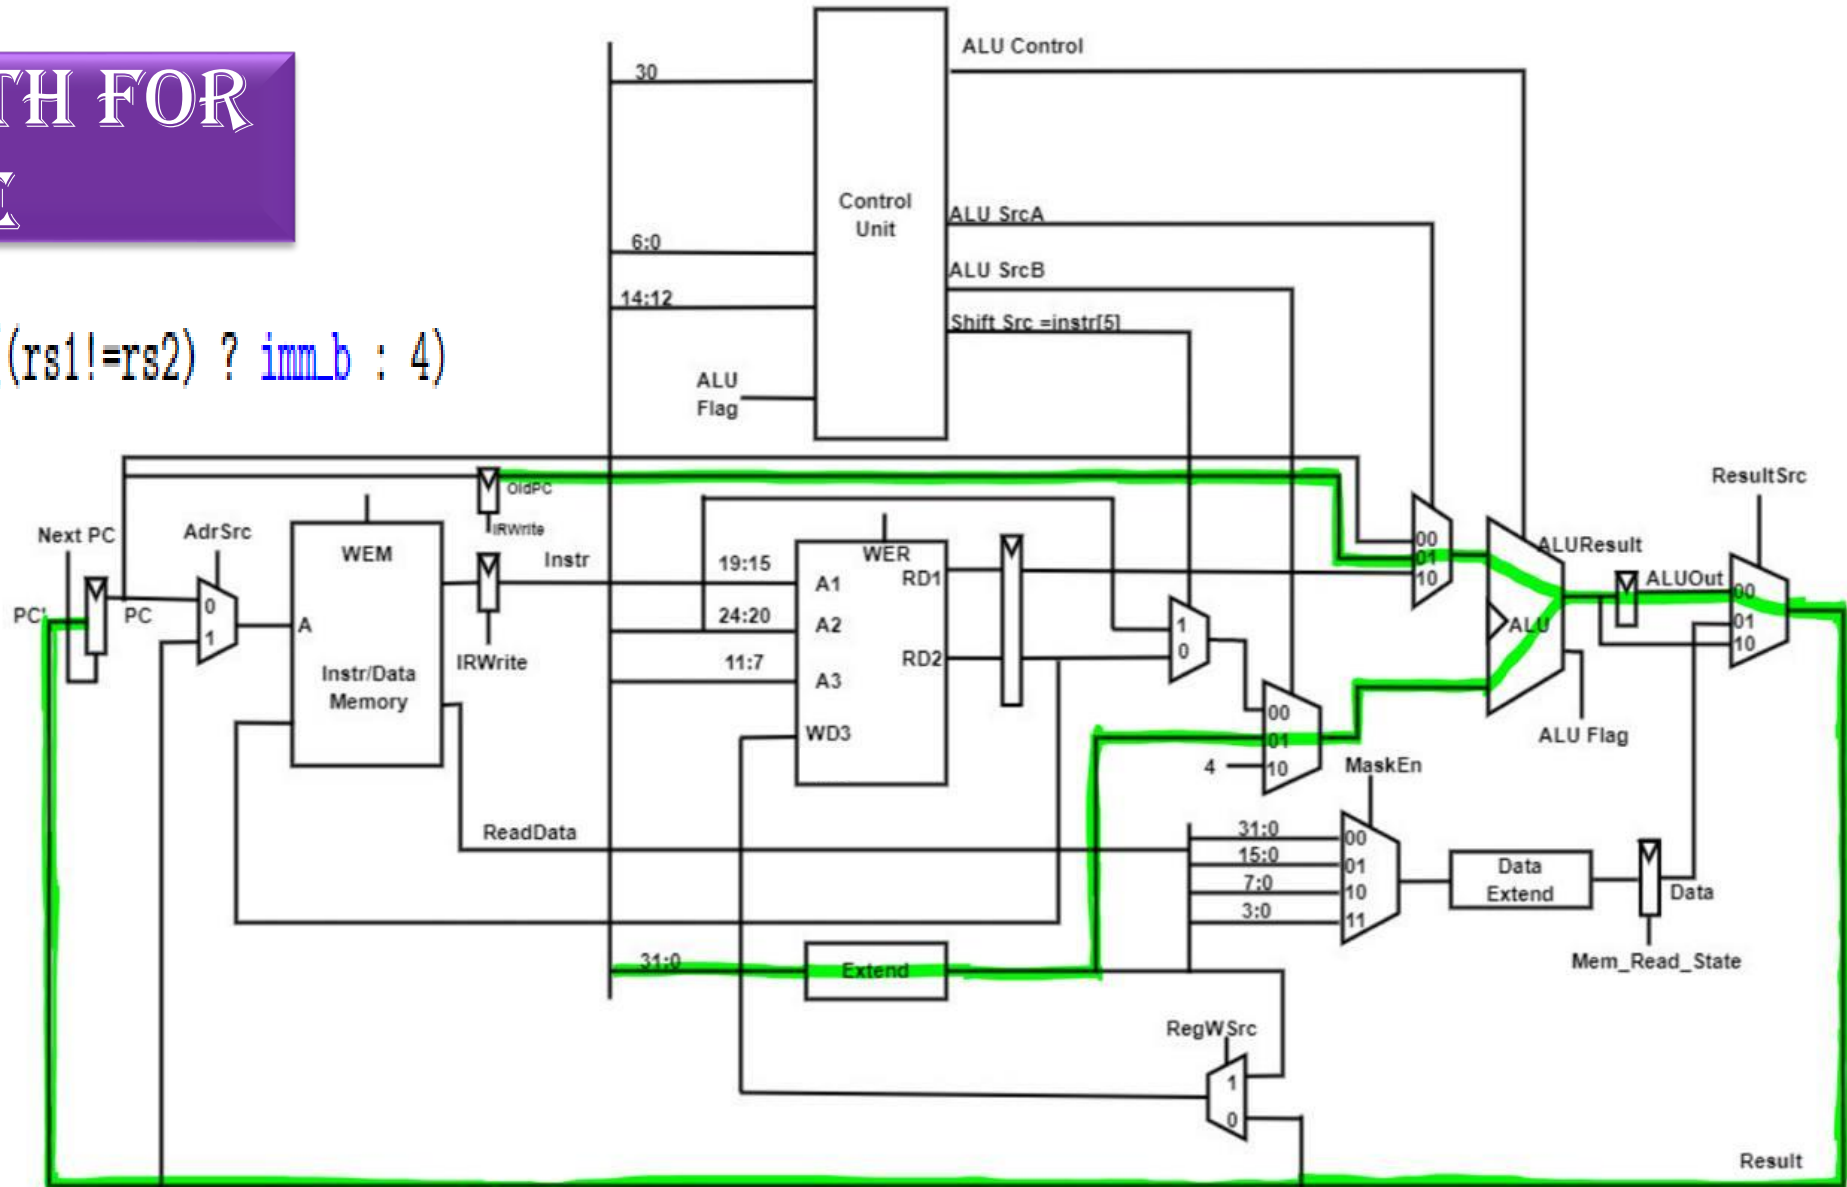 TH FOR
(rs1!=rs2) ? imm_b : 4)
ALU Control
30
Control
Unit
ALU SrcA
6:0
ALU SrcB
14:12
Shift Src =instr[5]
ALU
Flag
ResultSrc
OldPC
IRWrite
Next PC
AdrSrc
WEM
Instr
WER
19:15
A1
RD1
00
01
10
ALUResult
ALUOut
00
01
10
PC'
PC
0
1
A
24:20
A2
1
0
ALU
IRWrite
Instr/Data
Memory
11:7
A3
RD2
WD3
00
01
10
4
ALU Flag
MaskEn
ReadData
31:0
00
15:0
01
7:0
10
3:0
11
Data
Extend
Data
31:0
Extend
Mem_Read_State
RegWSrc
1
0
Result